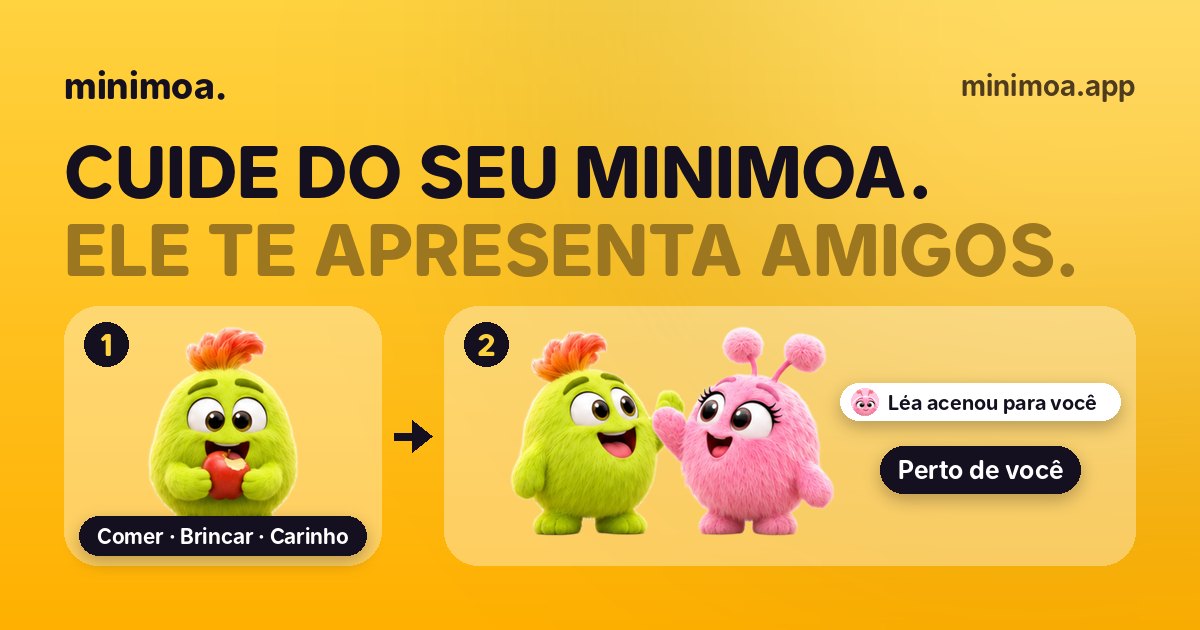 minimoa.
minimoa.app
CUIDE DO SEU MINIMOA.
ELE TE APRESENTA AMIGOS.
1
Comer · Brincar · Carinho
2
Léa acenou para você
Perto de você